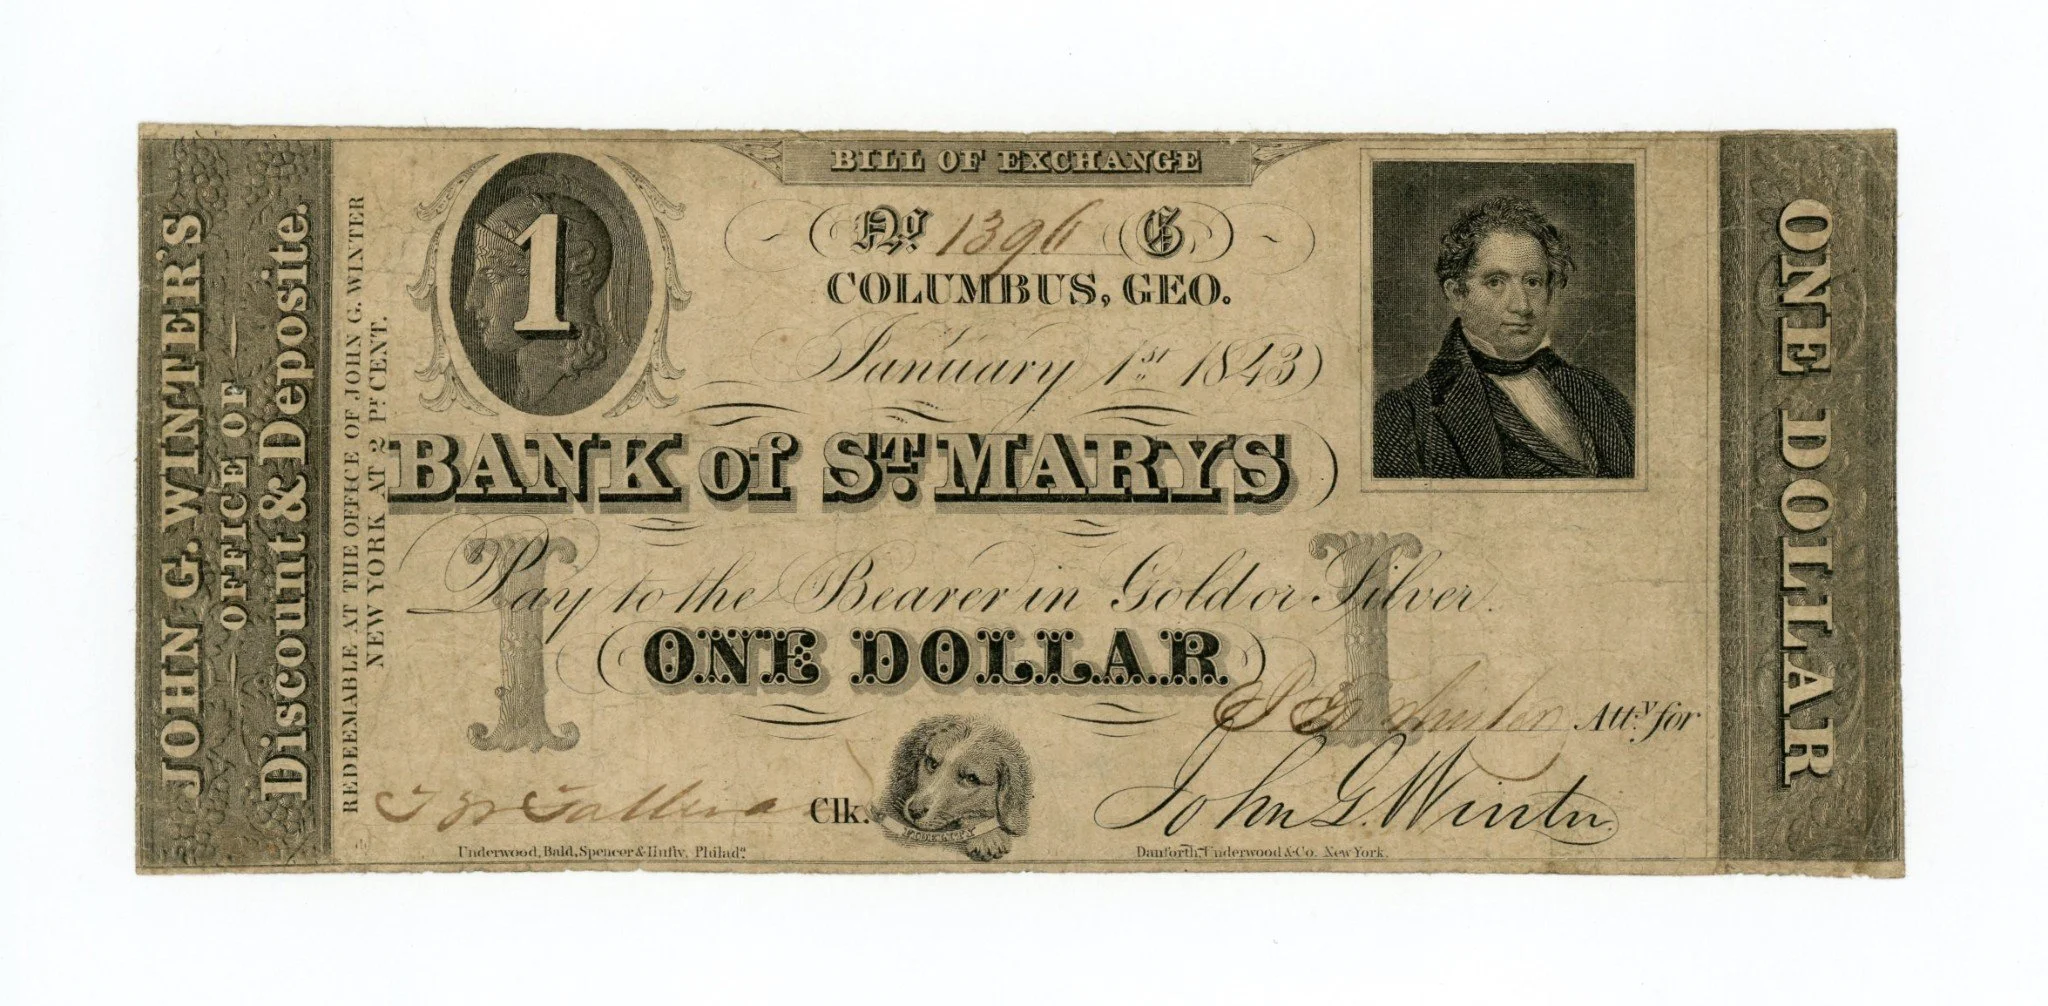 BILL OF EXCHANGE
JOHN G. WINTER'S
OFFICE OF
Discount & Deposite.
REDEEMABLE AT THE OFFICE OF JOHN G. WINTER
NEW YORK AT 2 Pr. CENT.
1
No. 1396 G
COLUMBUS, GEO.
January 1st 1843
BANK of St. MARYS
Pay to the Bearer in Gold or Silver.
I I
ONE DOLLAR
Atty. for
Clk.
John G. Winter
Underwood, Bald, Spencer & Hufty, Philada.
Danforth, Underwood & Co. New York.
ONE DOLLAR